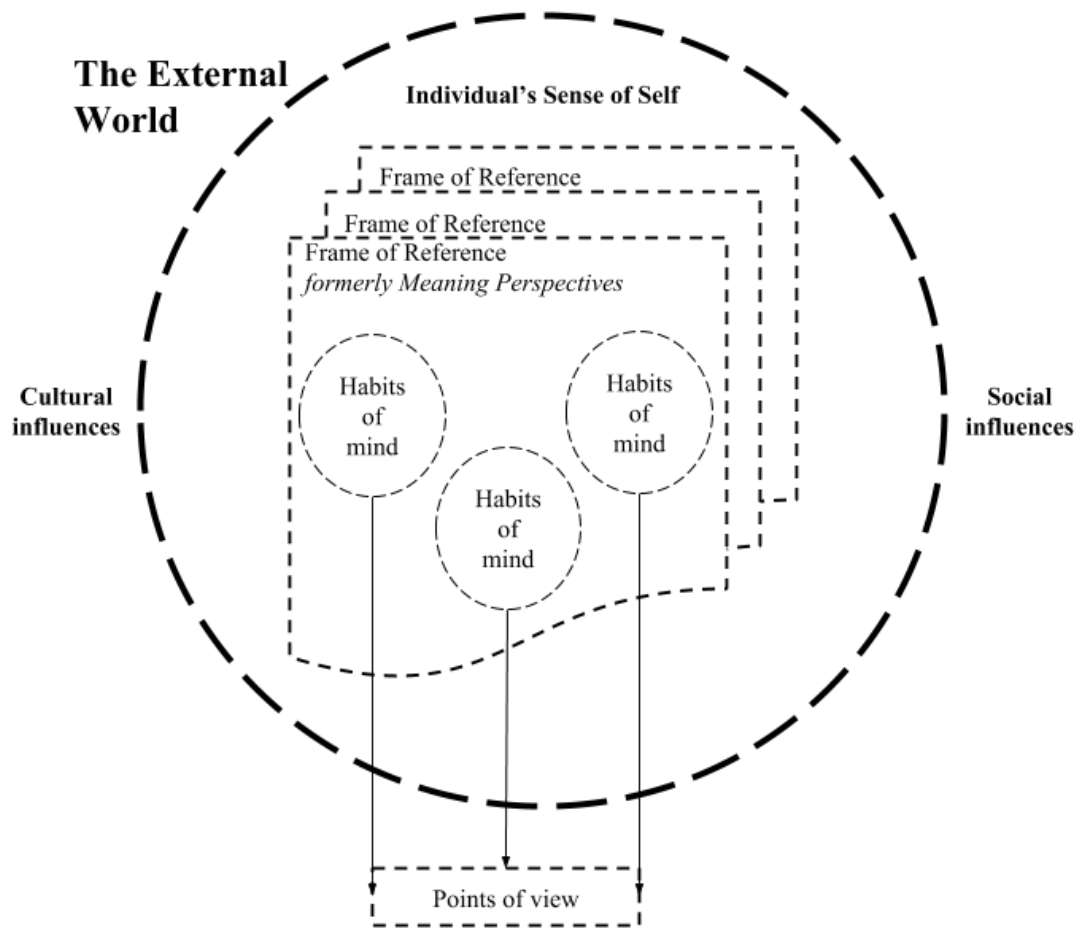 The External
World
Individual's Sense of Self
Frame of Reference
Frame of Reference
Frame of Reference
formerly Meaning Perspectives
Cultural
influences
Habits
of
mind
Habits
of
mind
Habits
of
mind
Social
influences
Points of view